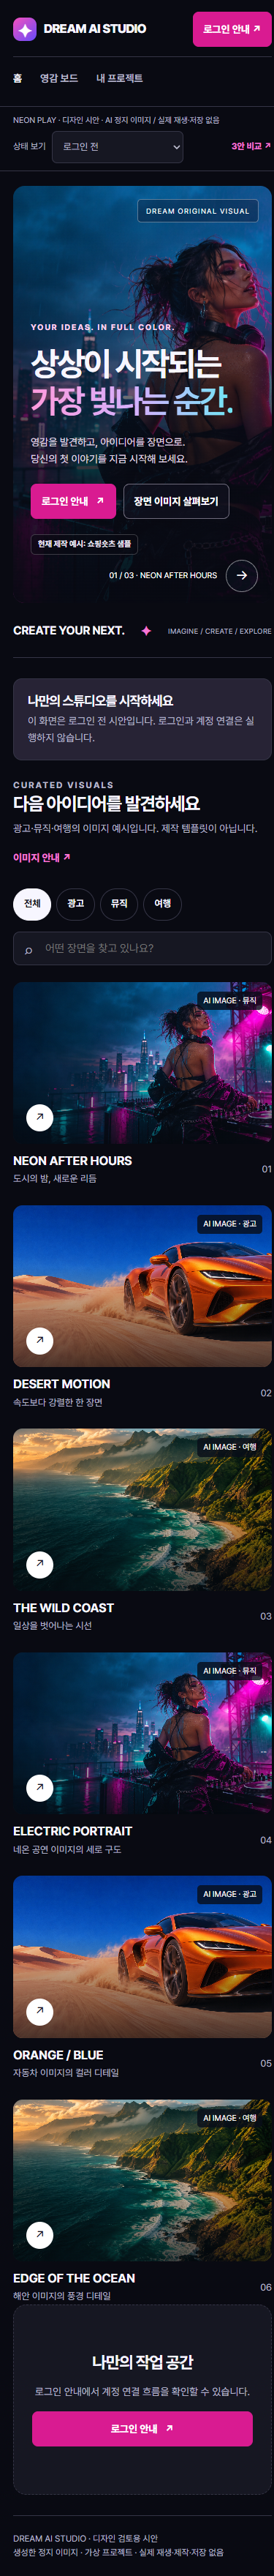 DREAM AI STUDIO
로그인 안내 ↗
홈 영감 보드 내 프로젝트
NEON PLAY · 디자인 시안 · AI 정지 이미지 / 실제 재생·저장 없음
상태 보기 로그인 전 3안 비교 ↗
DREAM ORIGINAL VISUAL
YOUR IDEAS. IN FULL COLOR.
상상이 시작되는
가장 빛나는 순간.
영감을 발견하고, 아이디어를 장면으로.
당신의 첫 이야기를 지금 시작해 보세요.
로그인 안내 ↗ 장면 이미지 살펴보기
현재 제작 예시: 쇼핑숏츠 샘플
01 / 03 · NEON AFTER HOURS →
CREATE YOUR NEXT. IMAGINE / CREATE / EXPLORE
나만의 스튜디오를 시작하세요
이 화면은 로그인 전 시안입니다. 로그인과 계정 연결은 실
행하지 않습니다.
CURATED VISUALS
다음 아이디어를 발견하세요
광고·뮤직·여행의 이미지 예시입니다. 제작 템플릿이 아닙니다.
이미지 안내 ↗
전체 광고 뮤직 여행
어떤 장면을 찾고 있나요?
AI IMAGE · 뮤직
↗
NEON AFTER HOURS
도시의 밤, 새로운 리듬
01
AI IMAGE · 광고
↗
DESERT MOTION
속도보다 강렬한 한 장면
02
AI IMAGE · 여행
↗
THE WILD COAST
일상을 벗어나는 시선
03
AI IMAGE · 뮤직
↗
ELECTRIC PORTRAIT
네온 공연 이미지의 세로 구도
04
AI IMAGE · 광고
↗
ORANGE / BLUE
자동차 이미지의 컬러 디테일
05
AI IMAGE · 여행
↗
EDGE OF THE OCEAN
해안 이미지의 풍경 디테일
06
나만의 작업 공간
로그인 안내에서 계정 연결 흐름을 확인할 수 있습니다.
로그인 안내 ↗
DREAM AI STUDIO · 디자인 검토용 시안
생성한 정지 이미지 · 가상 프로젝트 · 실제 재생·제작·저장 없음